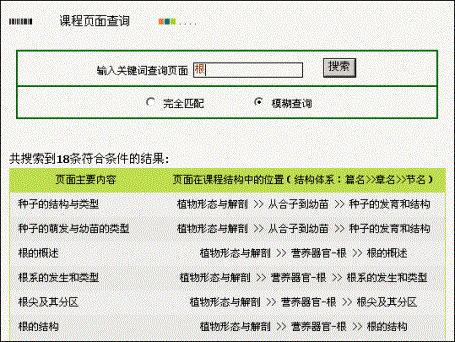 课程页面查询
输入关键词查询页面 根 搜索
完全匹配 模糊查询
共搜索到18条符合条件的结果：
页面主要内容 页面在课程结构中的位置（结构体系：篇名>>章名>>节名）
种子的结构与类型 植物形态与解剖 >> 从合子到幼苗 >> 种子的发育和结构
种子的萌发与幼苗的类型 植物形态与解剖 >> 从合子到幼苗 >> 种子的发育和结构
根的概述 植物形态与解剖 >> 营养器官-根 >> 根的概述
根系的发生和类型 植物形态与解剖 >> 营养器官-根 >> 根系的发生和类型
根尖及其分区 植物形态与解剖 >> 营养器官-根 >> 根尖及其分区
根的结构 植物形态与解剖 >> 营养器官-根 >> 根的结构